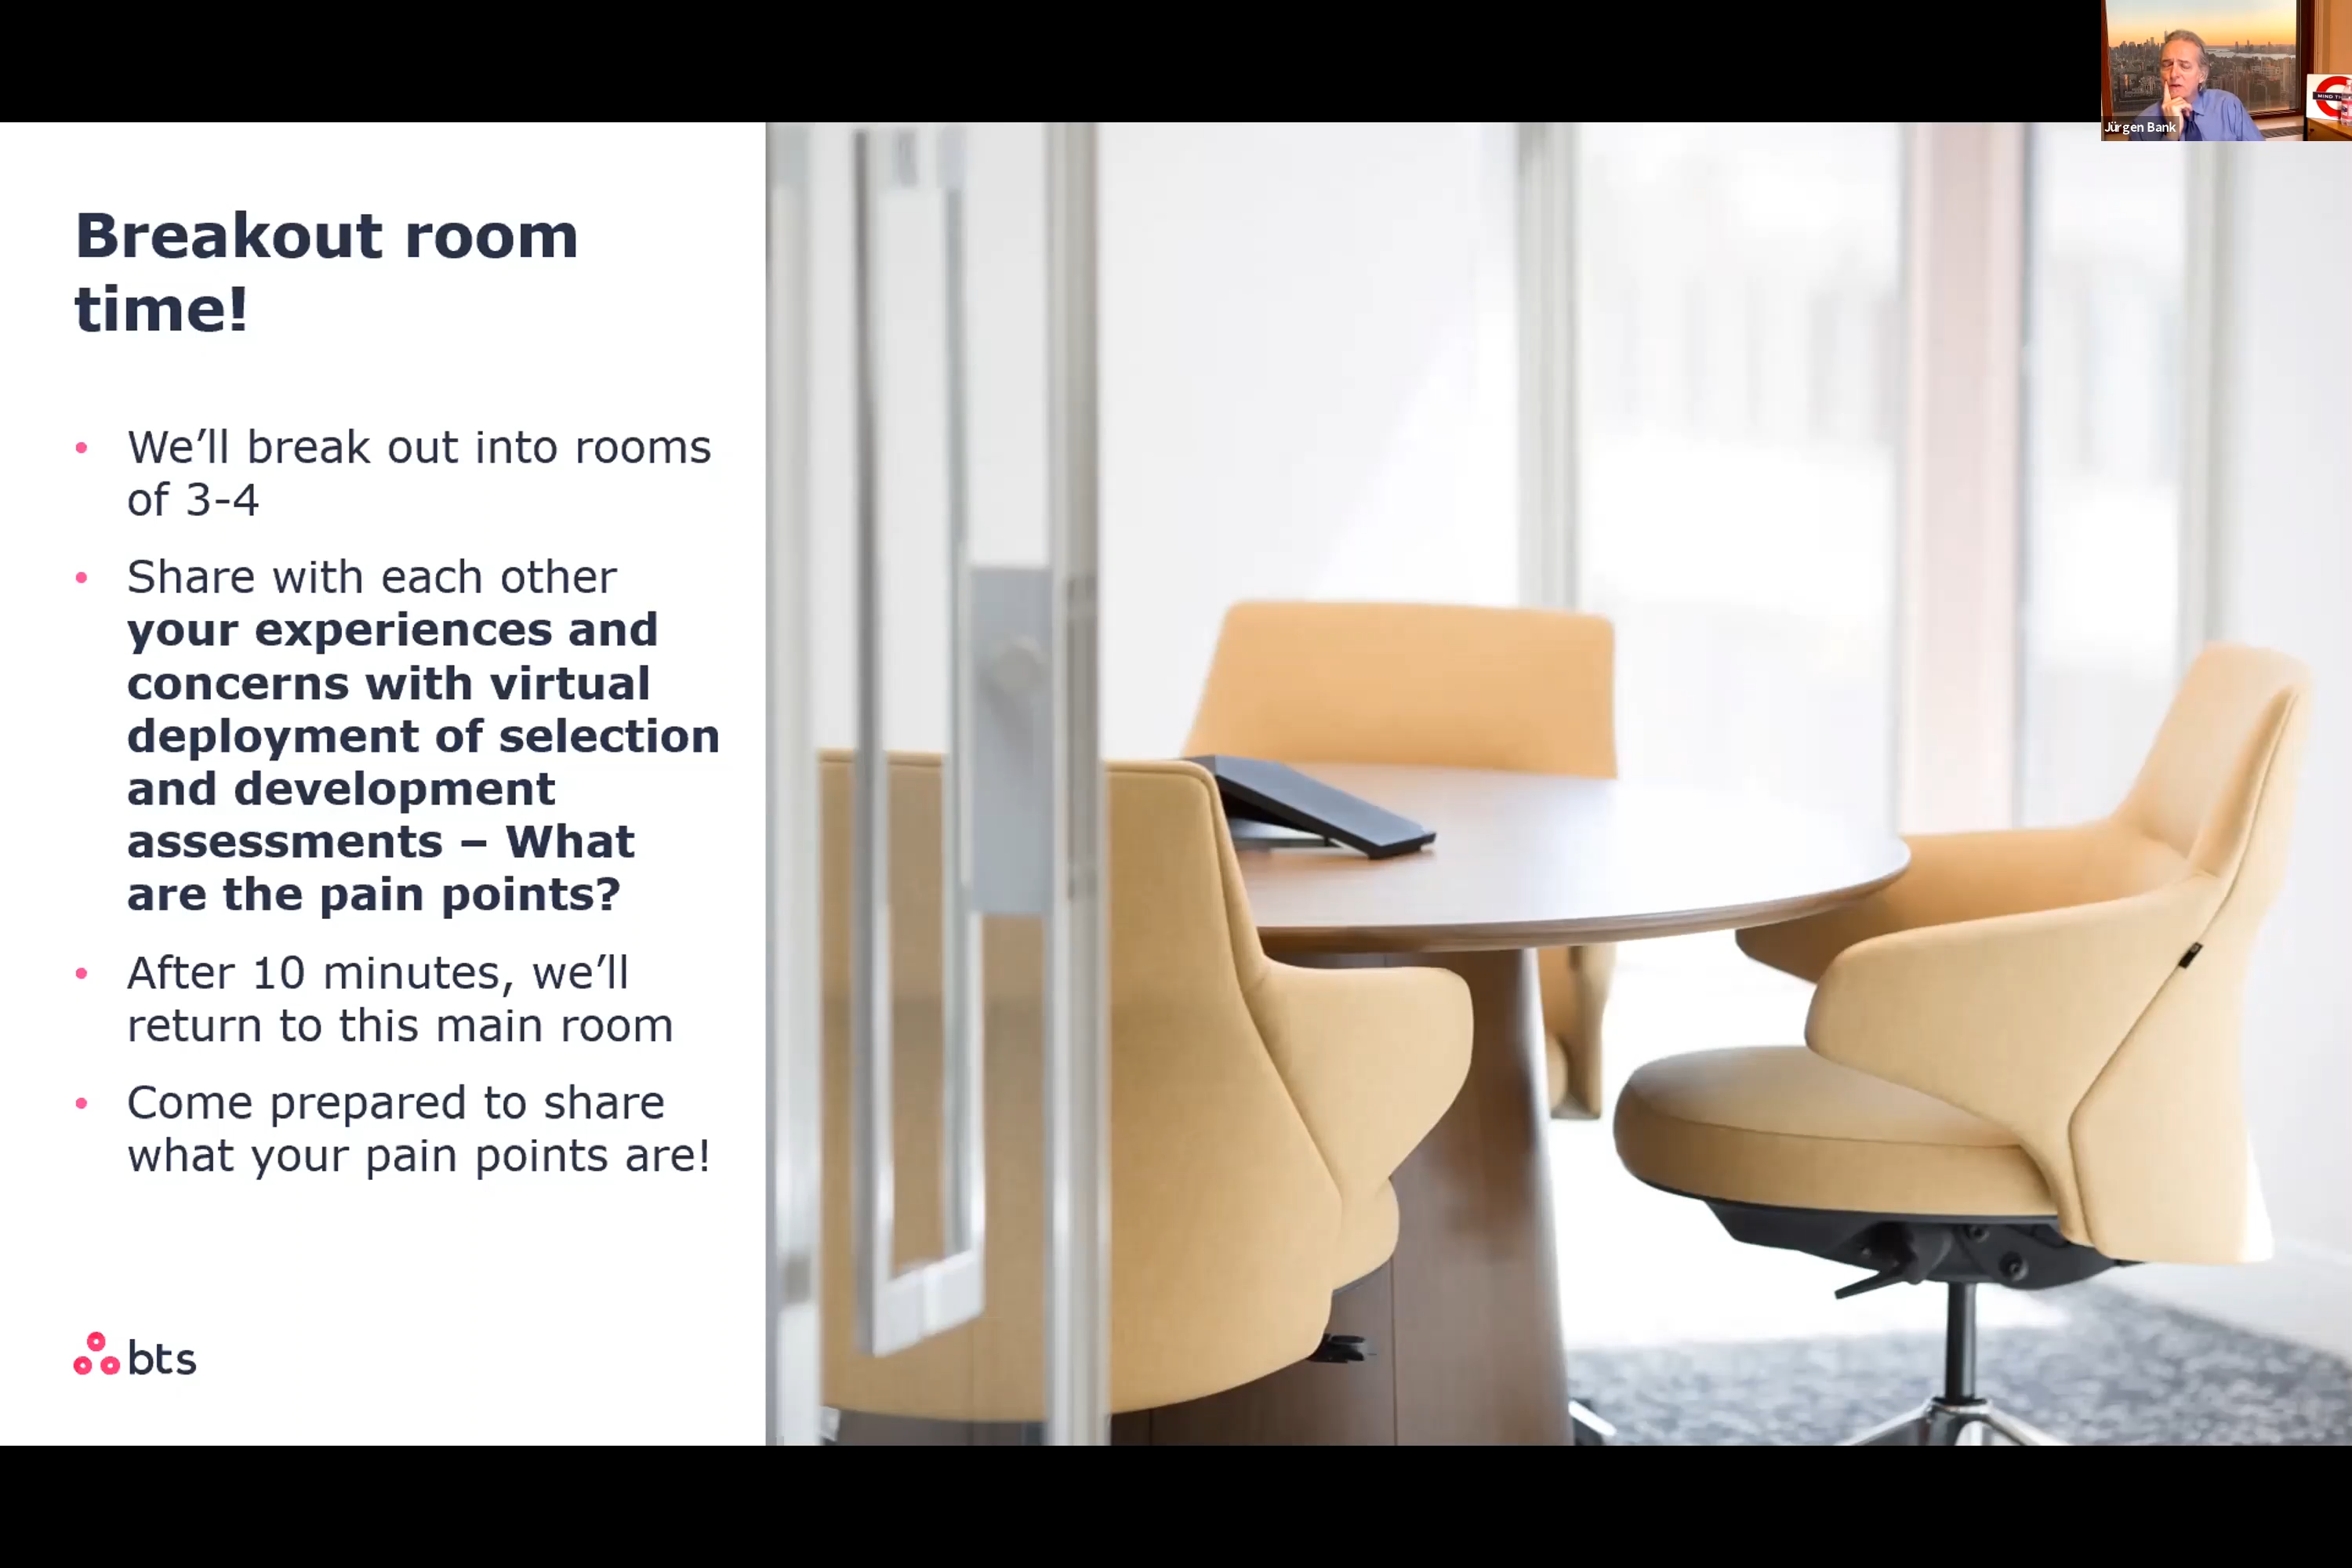 Jürgen Bank
Breakout room
time!
• We’ll break out into rooms
of 3-4
• Share with each other
your experiences and
concerns with virtual
deployment of selection
and development
assessments – What
are the pain points?
• After 10 minutes, we’ll
return to this main room
• Come prepared to share
what your pain points are!
bts